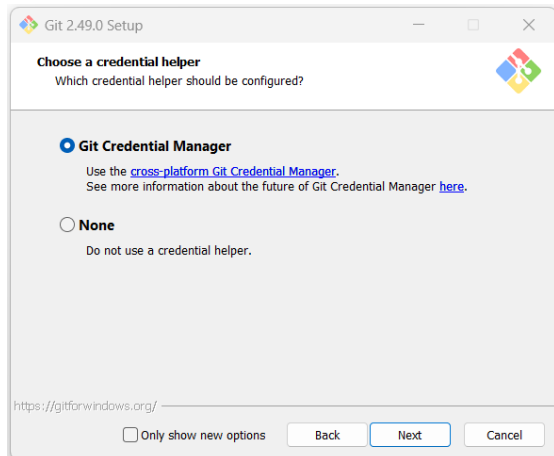 Git 2.49.0 Setup
Choose a credential helper
Which credential helper should be configured?
Git Credential Manager
Use the cross-platform Git Credential Manager.
See more information about the future of Git Credential Manager here.
None
Do not use a credential helper.
https://gitforwindows.org/
Only show new options Back Next Cancel